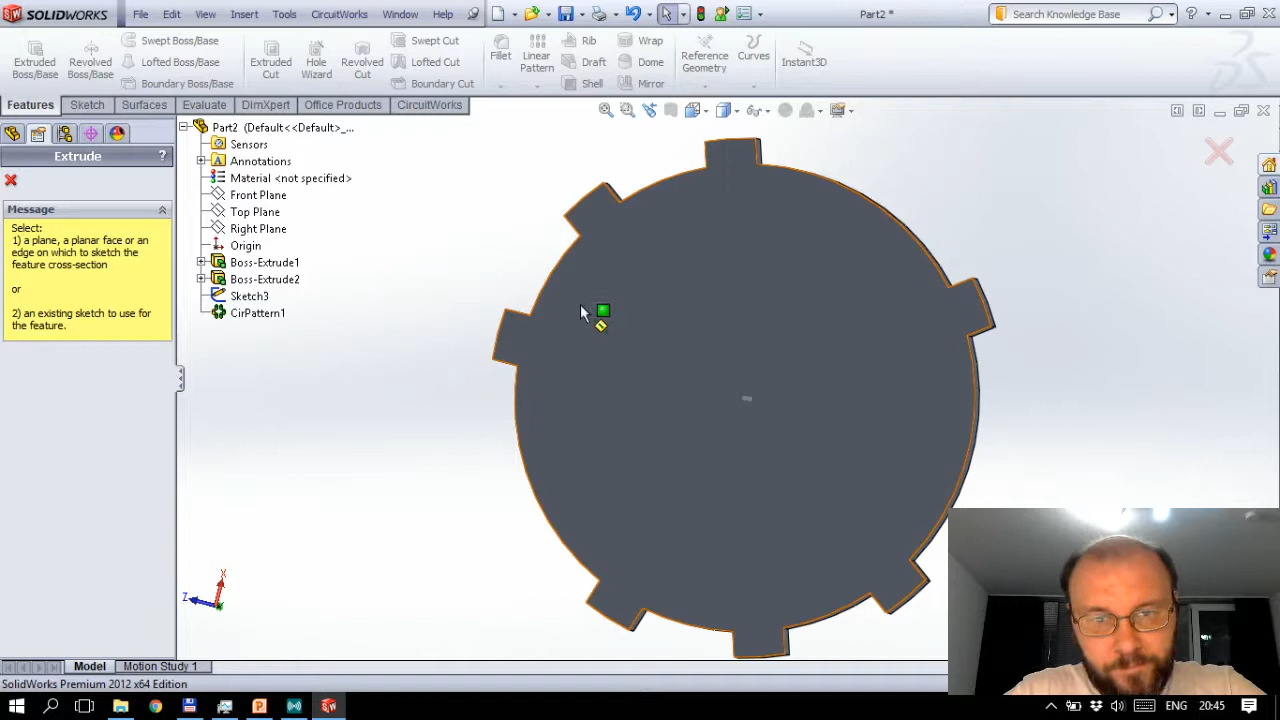 SOLIDWORKS File Edit View Insert Tools CircuitWorks Window Help Part2 * Search Knowledge Base
Extruded Boss/Base
Revolved Boss/Base
Swept Boss/Base
Lofted Boss/Base
Boundary Boss/Base
Extruded Cut
Hole Wizard
Revolved Cut
Swept Cut
Lofted Cut
Boundary Cut
Fillet
Linear Pattern
Rib
Draft
Shell
Wrap
Dome
Mirror
Reference Geometry
Curves
Instant3D
Features Sketch Surfaces Evaluate DimXpert Office Products CircuitWorks
Extrude ?
Message
Select:
1) a plane, a planar face or an
edge on which to sketch the
feature cross-section
or
2) an existing sketch to use for
the feature.
Part2 (Default<<Default>_...
Sensors
Annotations
Material <not specified>
Front Plane
Top Plane
Right Plane
Origin
Boss-Extrude1
Boss-Extrude2
Sketch3
CirPattern1
X
Z
Model Motion Study 1
SolidWorks Premium 2012 x64 Edition
ENG 20:45